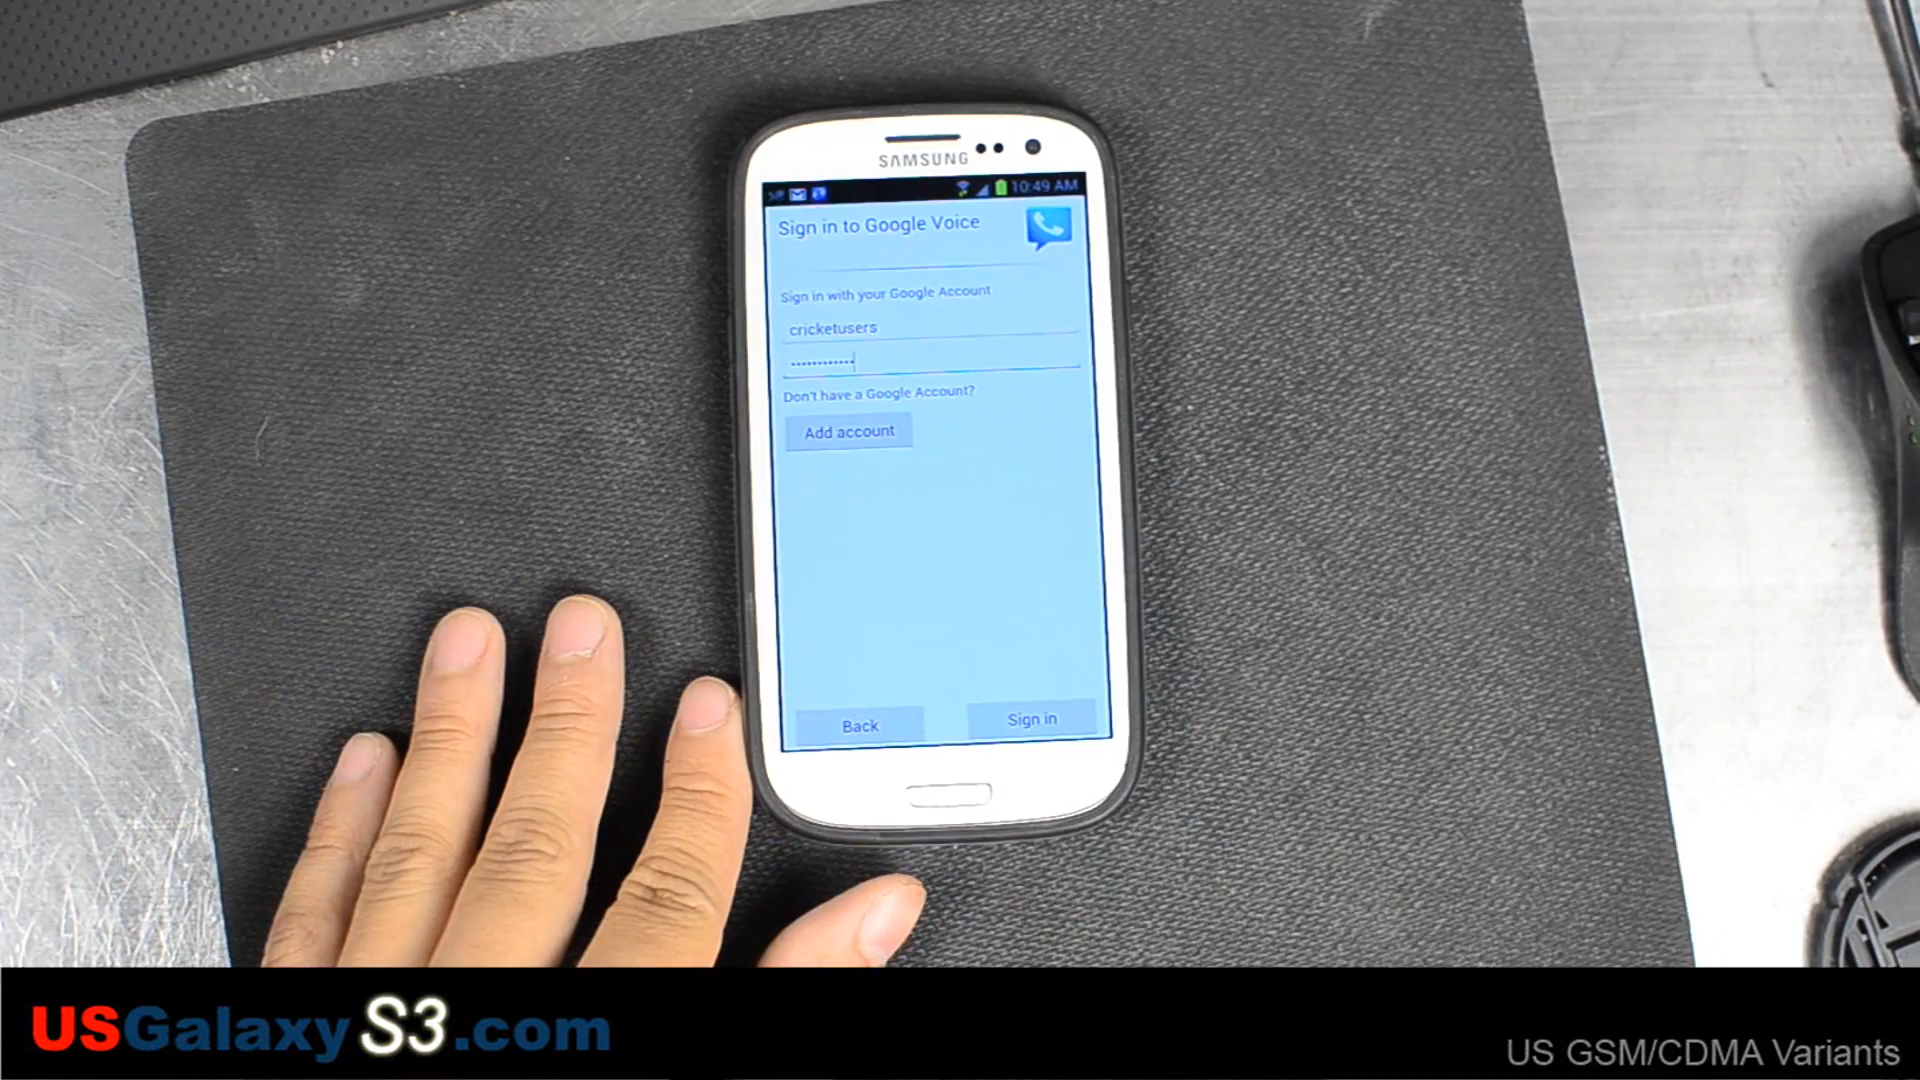 SAMSUNG
10:49 AM
Sign in to Google Voice
Sign in with your Google Account
cricketusers
............
Don't have a Google Account?
Add account
Back
Sign in
USGalaxyS3.com
US GSM/CDMA Variants